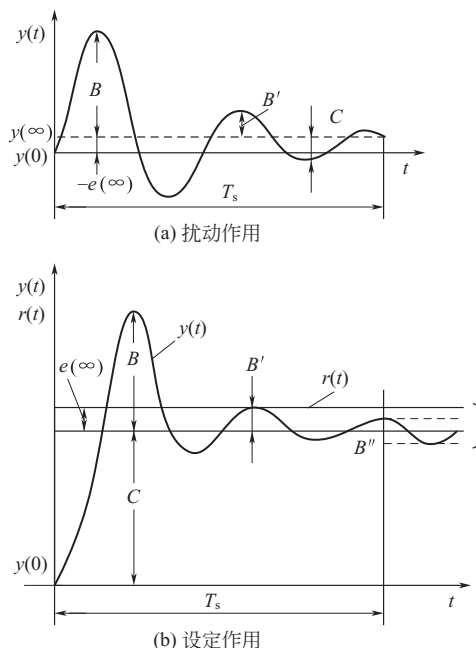 y(t)
B
B′
C
y(∞)
y(0)
−e(∞)
t
Tₛ
(a) 扰动作用
y(t)
r(t)
y(t)
e(∞)
B
B′
r(t)
B″
C
y(0)
Tₛ
t
(b) 设定作用